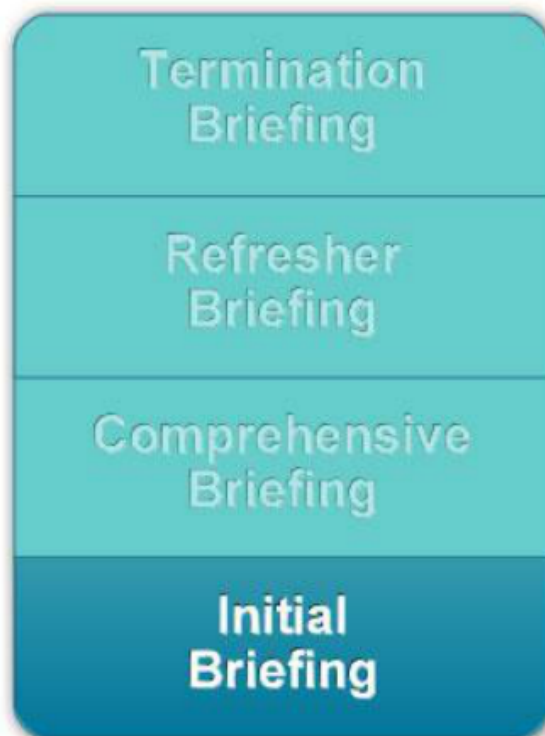 Termination
Briefing
Refresher
Briefing
Comprehensive
Briefing
Initial
Briefing